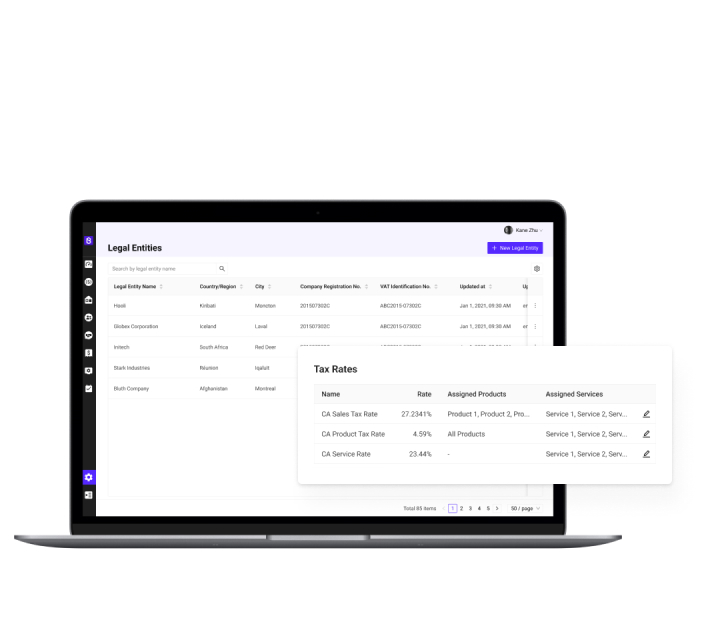 Kane Zhu
Legal Entities
+ New Legal Entity
Search by legal entity name
Legal Entity Name Country/Region City Company Registration No. VAT Identification No. Updated at
Hooli Kiribati Moncton 201507302C ABC2015-07302C Jan 1, 2021, 09:30 AM
Globex Corporation Iceland Laval 201507302C ABC2015-07302C Jan 1, 2021, 09:30 AM
Initech South Africa Red Deer
Stark Industries Réunion Iqaluit
Bluth Company Afghanistan Montreal
Tax Rates
Name Rate Assigned Products Assigned Services
CA Sales Tax Rate 27.2341% Product 1, Product 2, Pro... Service 1, Service 2, Serv...
CA Product Tax Rate 4.59% All Products Service 1, Service 2, Serv...
CA Service Rate 23.44% - Service 1, Service 2, Serv...
Total 85 items < 1 2 3 4 5 > 50 / page